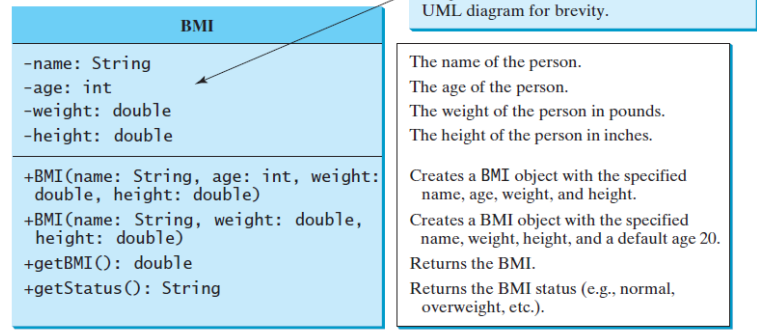 UML diagram for brevity.
BMI
-name: String
-age: int
-weight: double
-height: double
The name of the person.
The age of the person.
The weight of the person in pounds.
The height of the person in inches.
+BMI(name: String, age: int, weight:
double, height: double)
+BMI(name: String, weight: double,
height: double)
+getBMI(): double
+getStatus(): String
Creates a BMI object with the specified
name, age, weight, and height.
Creates a BMI object with the specified
name, weight, height, and a default age 20.
Returns the BMI.
Returns the BMI status (e.g., normal,
overweight, etc.).